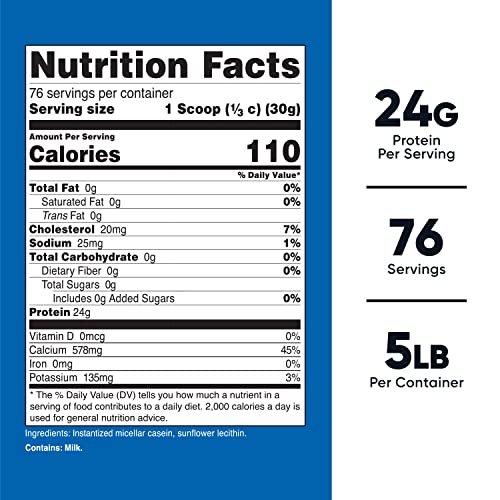 Nutrition Facts
76 servings per container
Serving size 1 Scoop (⅓ c) (30g)
Amount Per Serving
Calories 110
% Daily Value*
Total Fat 0g 0%
Saturated Fat 0g 0%
Trans Fat 0g
Cholesterol 20mg 7%
Sodium 25mg 1%
Total Carbohydrate 0g 0%
Dietary Fiber 0g 0%
Total Sugars 0g
Includes 0g Added Sugars 0%
Protein 24g
Vitamin D 0mcg 0%
Calcium 578mg 45%
Iron 0mg 0%
Potassium 135mg 3%
* The % Daily Value (DV) tells you how much a nutrient in a
serving of food contributes to a daily diet. 2,000 calories a day is
used for general nutrition advice.
Ingredients: Instantized micellar casein, sunflower lecithin.
Contains: Milk.
24G
Protein
Per Serving
76
Servings
5LB
Per Container